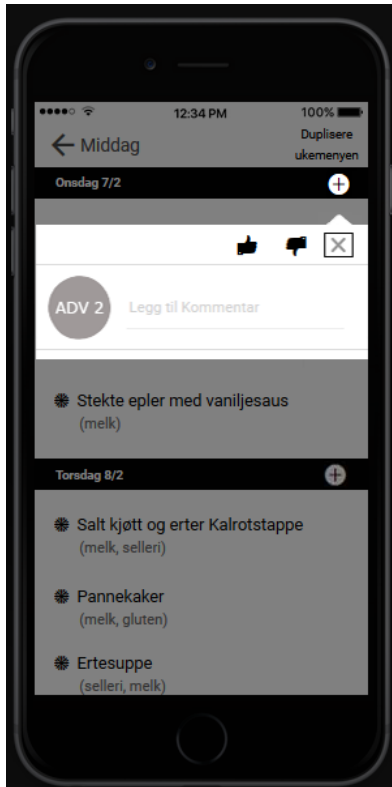 12:34 PM
100%
Middag
Duplisere
ukemenyen
Onsdag 7/2
ADV 2
Legg til Kommentar
Stekte epler med vaniljesaus
(melk)
Torsdag 8/2
Salt kjøtt og erter Kalrotstappe
(melk, selleri)
Pannekaker
(melk, gluten)
Ertesuppe
(selleri, melk)